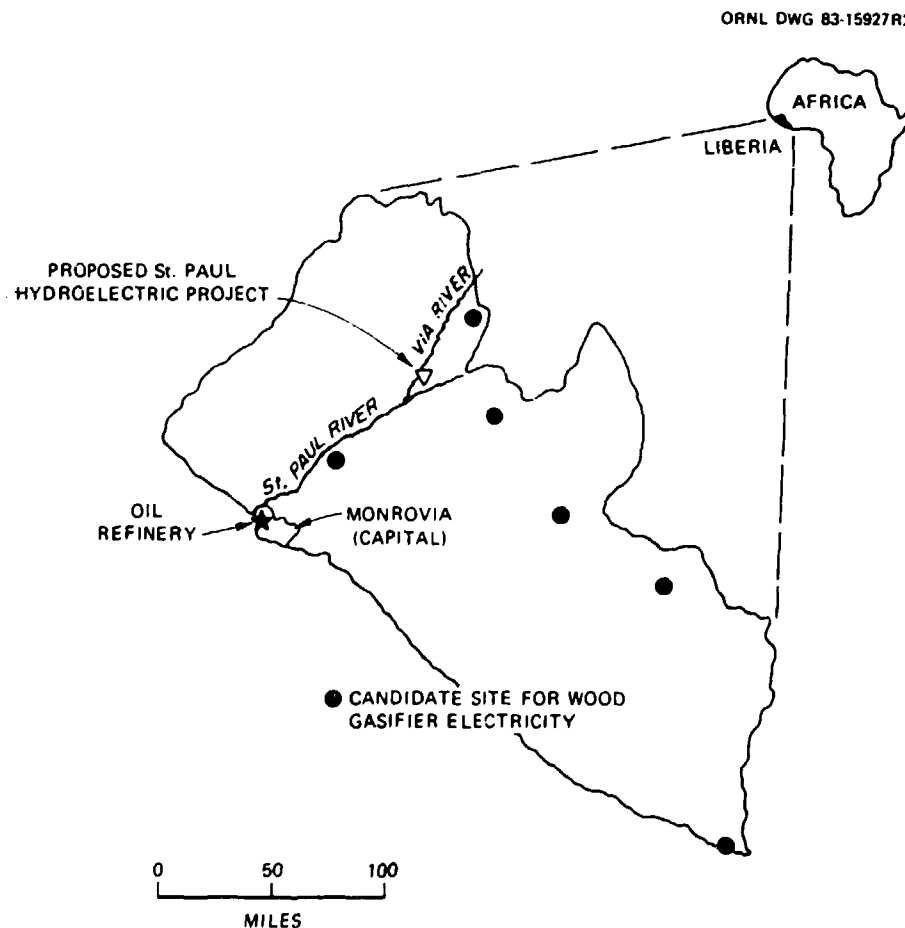 ORNL DWG 83-15927R2
AFRICA
LIBERIA
PROPOSED St. PAUL
HYDROELECTRIC PROJECT
VIA RIVER
St. PAUL RIVER
OIL
REFINERY
MONROVIA
(CAPITAL)
CANDIDATE SITE FOR WOOD
GASIFIER ELECTRICITY
0 50 100
MILES